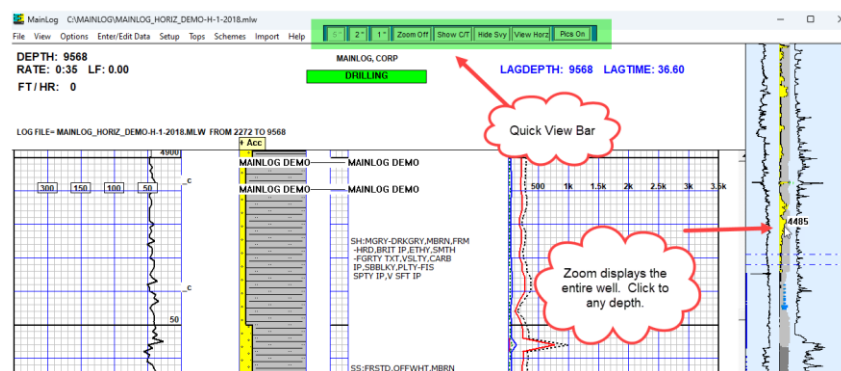 MainLog C:\MAINLOG\MAINLOG_HORIZ_DEMO-H-1-2018.mlw
File View Options Enter/Edit Data Setup Tops Schemes Import Help
5" 2" 1" Zoom Off Show C/T Hide Svy View Horz Pics On
DEPTH: 9568
RATE: 0:35 LF: 0.00
FT/HR: 0
MAINLOG, CORP
DRILLING
LAGDEPTH: 9568 LAGTIME: 36.60
Quick View Bar
LOG FILE= MAINLOG_HORIZ_DEMO-H-1-2018.MLW FROM 2272 TO 9568
+ Acc
4900
MAINLOG DEMO MAINLOG DEMO
300 150 100 50 _c
MAINLOG DEMO MAINLOG DEMO
500 1k 1.5k 2k 2.5k 3k 3.5k
4485
SH:MGRY-DRKGRY,MBRN,FRM
-HRD,BRIT IP,ETHY,SMTH
-FGRTY TXT,VSLTY,CARB
IP,SBBLKY,PLTY-FIS
SPTY IP,V SFT IP
Zoom displays the
entire well. Click to
any depth.
_c
50
SS:FRSTD,OFFWHT,MBRN